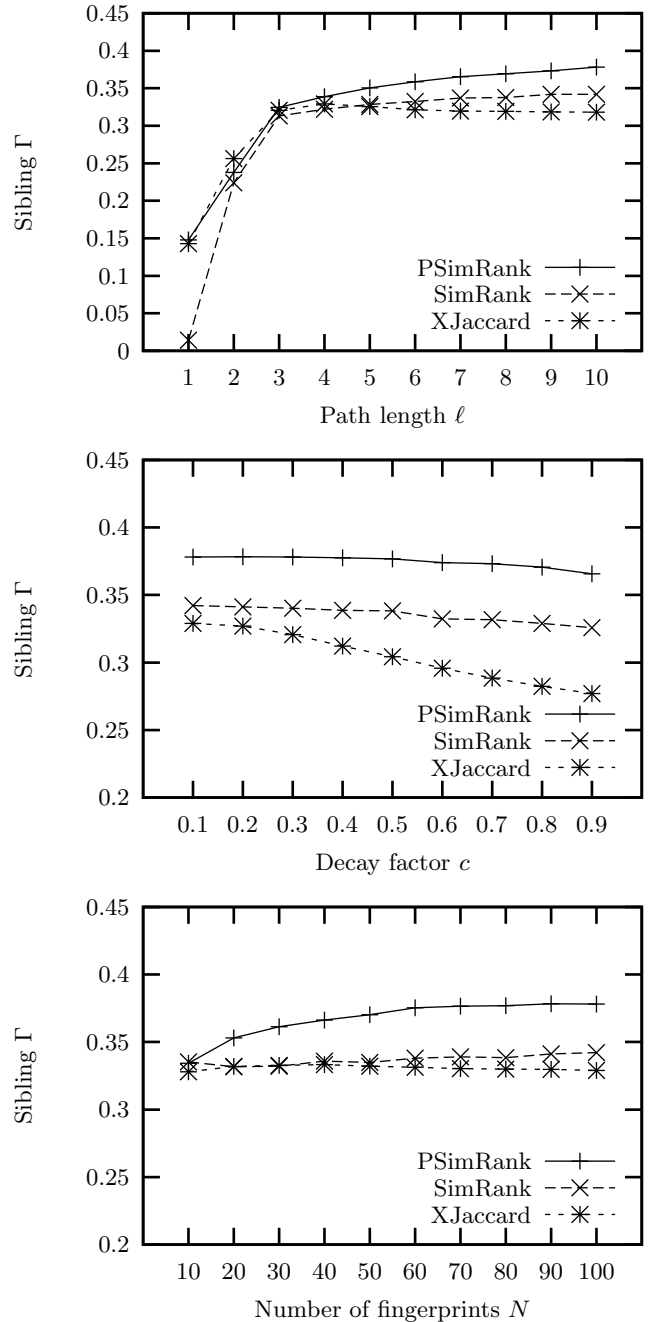 0.45
0.4
0.35
0.3
0.25
0.2
0.15
0.1
0.05
0
Sibling Γ
PSimRank
SimRank
XJaccard
1 2 3 4 5 6 7 8 9 10
Path length ℓ
0.45
0.4
0.35
0.3
0.25
0.2
Sibling Γ
PSimRank
SimRank
XJaccard
0.1 0.2 0.3 0.4 0.5 0.6 0.7 0.8 0.9
Decay factor c
0.45
0.4
0.35
0.3
0.25
0.2
Sibling Γ
PSimRank
SimRank
XJaccard
10 20 30 40 50 60 70 80 90 100
Number of fingerprints N